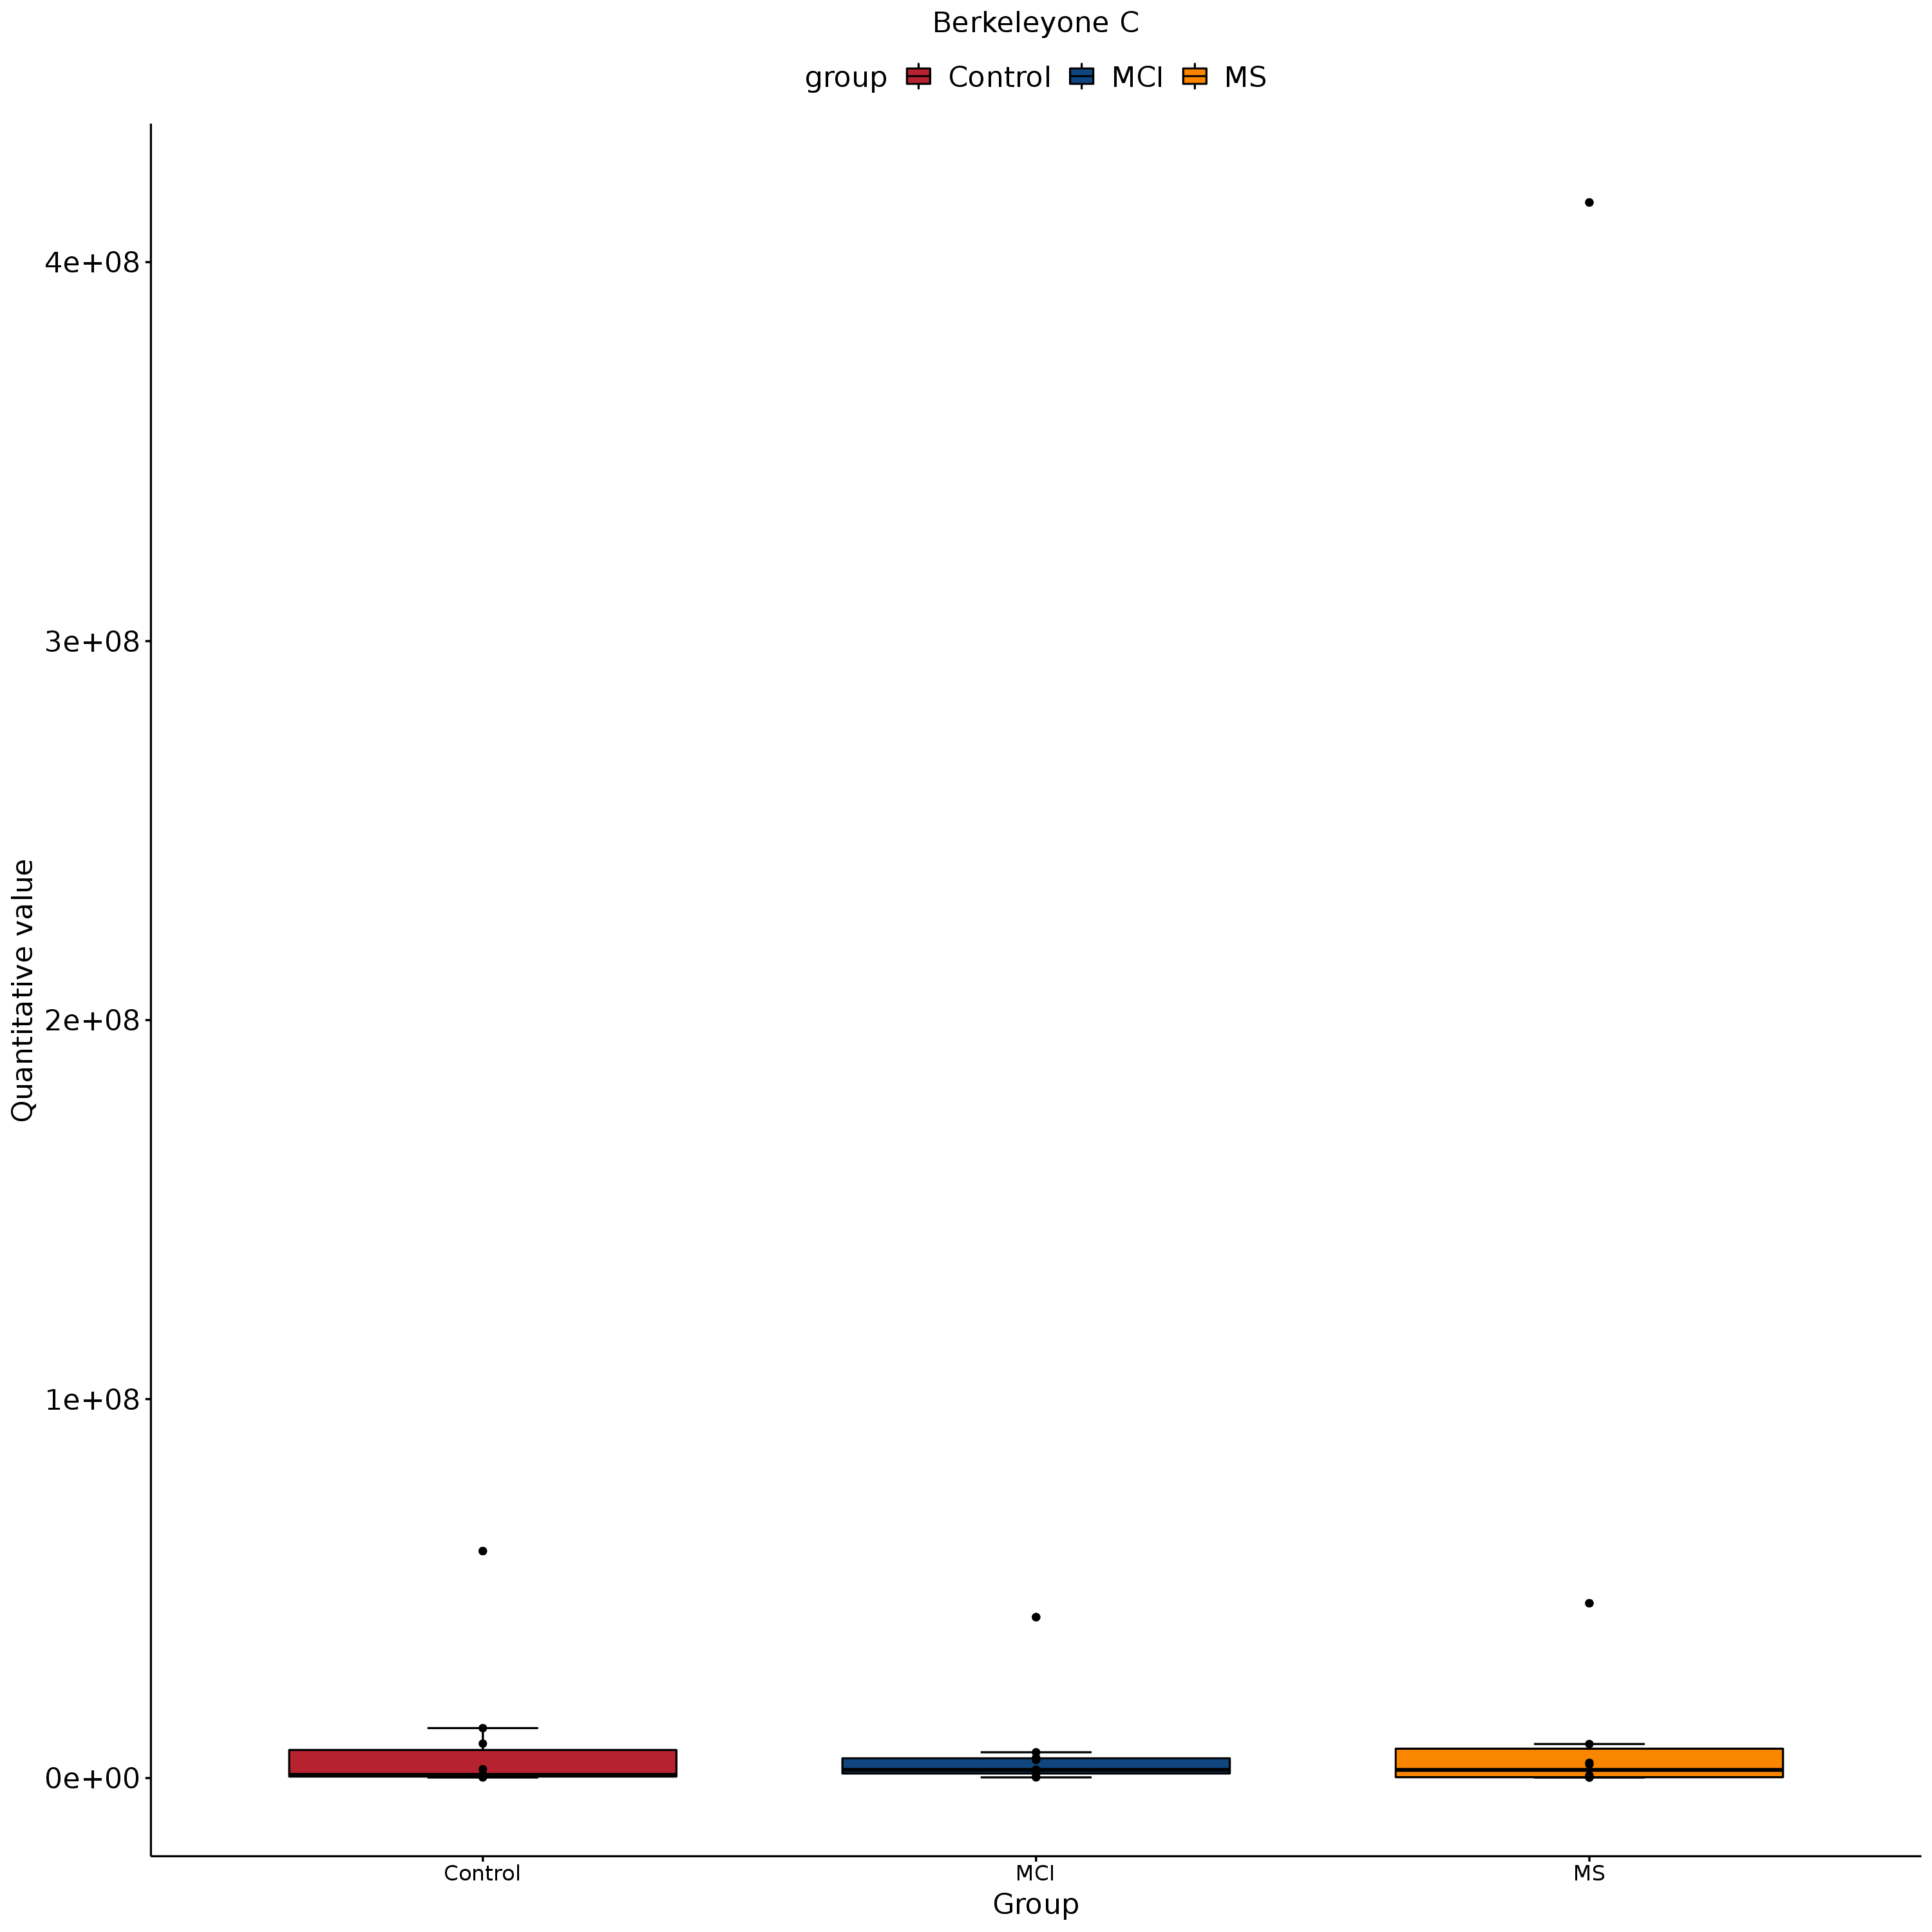 Berkeleyone C
group Control MCI MS
Quantitative value
4e+08
3e+08
2e+08
1e+08
0e+00
Control MCI MS
Group